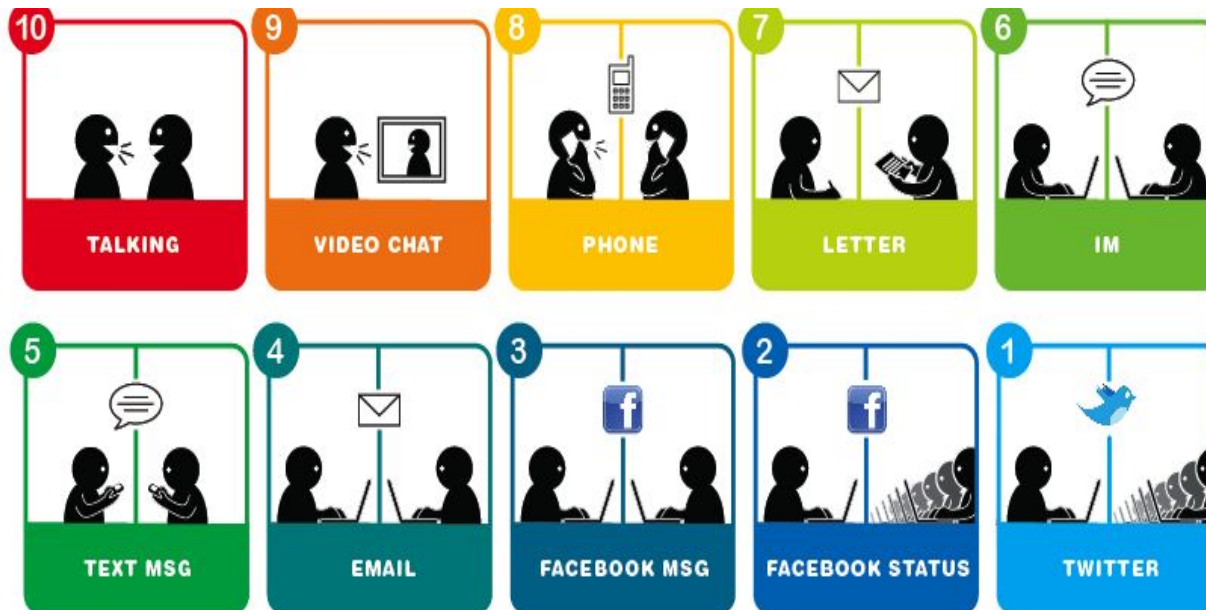 10
9
8
7
6
TALKING
VIDEO CHAT
PHONE
LETTER
IM
5
4
3
2
1
f
f
TEXT MSG
EMAIL
FACEBOOK MSG
FACEBOOK STATUS
TWITTER